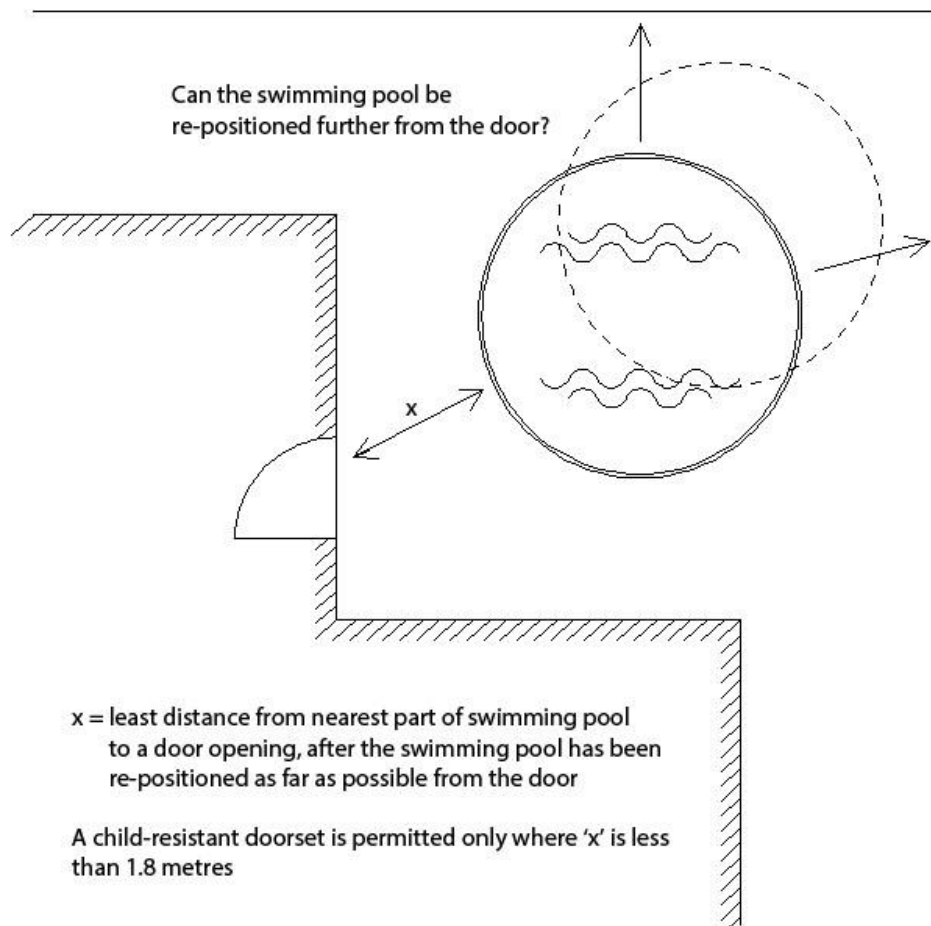 Can the swimming pool be
re-positioned further from the door?
x
x = least distance from nearest part of swimming pool
to a door opening, after the swimming pool has been
re-positioned as far as possible from the door
A child-resistant doorset is permitted only where ‘x’ is less
than 1.8 metres